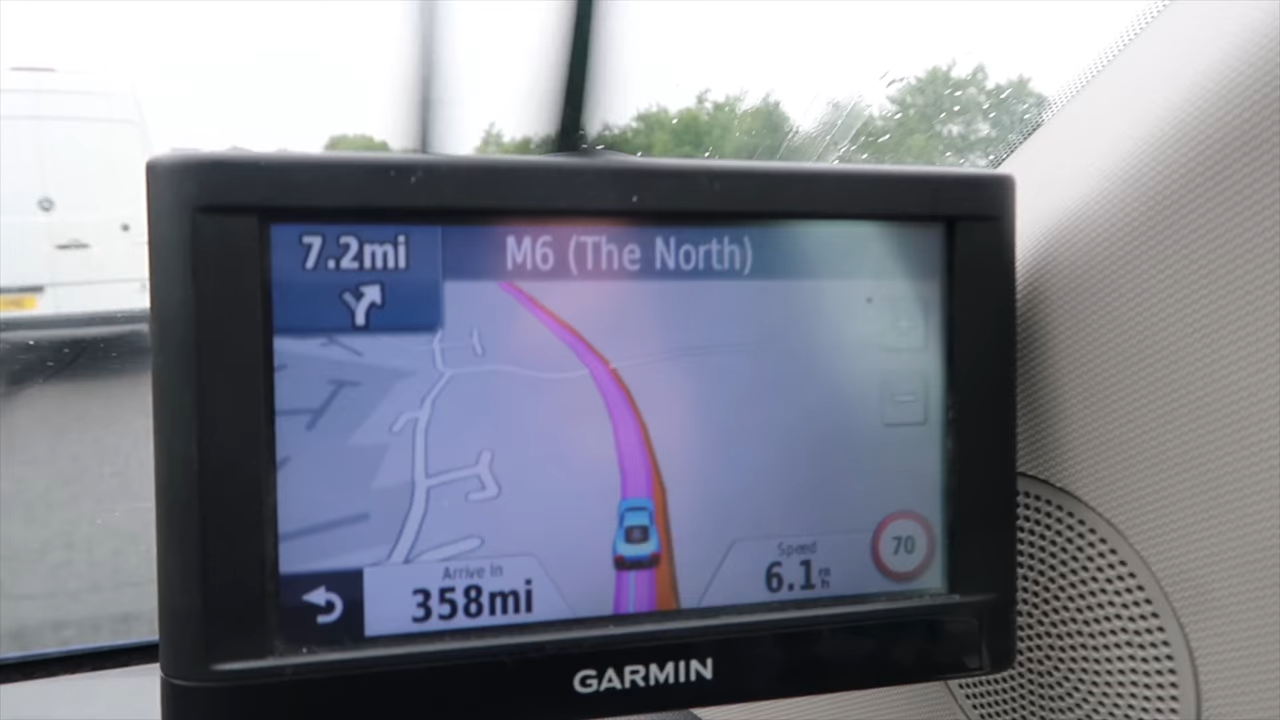 7.2mi
M6 (The North)
Arrive In
358mi
Speed
6.1 m/h
70
GARMIN